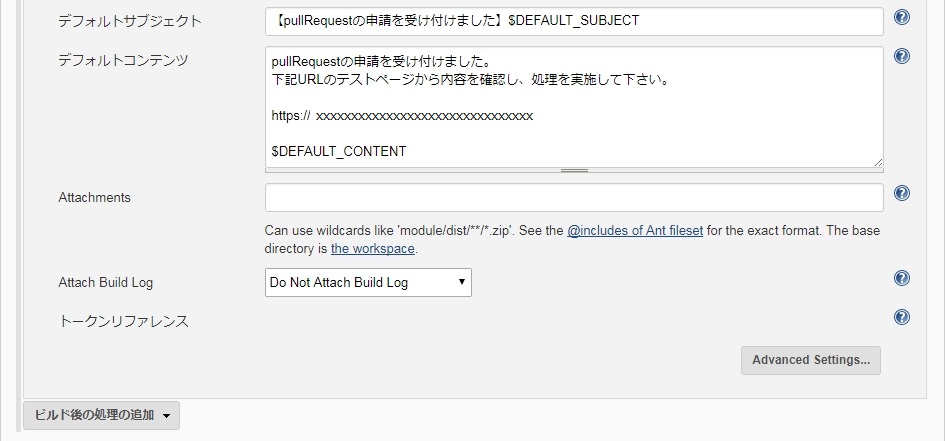 デフォルトサブジェクト
【pullRequestの申請を受け付けました】$DEFAULT_SUBJECT
デフォルトコンテンツ
pullRequestの申請を受け付けました。
下記URLのテストページから内容を確認し、処理を実施して下さい。
https:// xxxxxxxxxxxxxxxxxxxxxxxxxxxxxxx
$DEFAULT_CONTENT
Attachments
Can use wildcards like 'module/dist/**/*.zip'. See the @includes of Ant fileset for the exact format. The base
directory is the workspace.
Attach Build Log
Do Not Attach Build Log
トークンリファレンス
Advanced Settings...
ビルド後の処理の追加